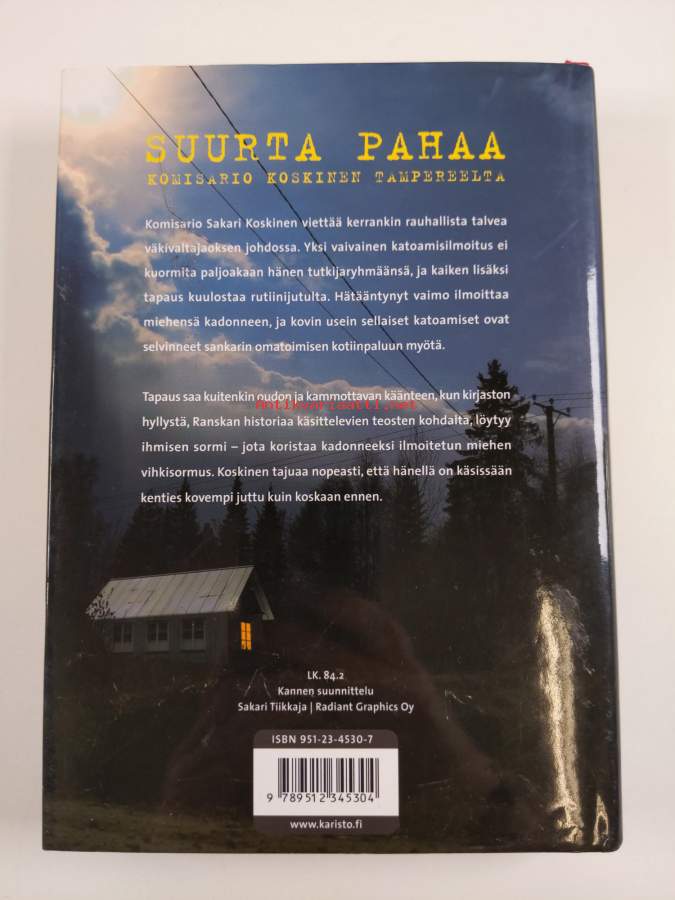 SUURTA PAHAA
KOMISARIO KOSKINEN TAMPEREELTA
Komisario Sakari Koskinen viettää kerrankin rauhallista talvea
väkivaltajaoksen johdossa. Yksi vaivainen katoamisilmoitus ei
kuormita paljoakaan hänen tutkijaryhmäänsä, ja kaiken lisäksi
tapaus kuulostaa rutiinijutulta. Hätääntynyt vaimo ilmoittaa
miehensä kadonneen, ja kovin usein sellaiset katoamiset ovat
selvinneet sankarin omatoimisen kotiinpaluun myötä.
Tapaus saa kuitenkin oudon ja kammottavan käänteen, kun kirjaston
antikvariaatti.net
hyllystä, Ranskan historiaa käsittelevien teosten kohdalta, löytyy
ihmisen sormi – jota koristaa kadonneeksi ilmoitetun miehen
vihkisormus. Koskinen tajuaa nopeasti, että hänellä on käsissään
kenties kovempi juttu kuin koskaan ennen.
LK. 84.2
Kannen suunnittelu
Sakari Tiikkaja | Radiant Graphics Oy
ISBN 951-23-4530-7
9 789512 345304
www.karisto.fi